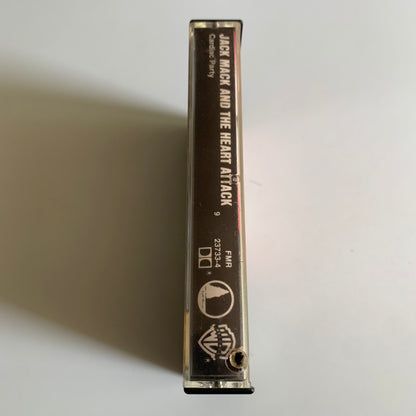 JACK MACK AND THE HEART ATTACK
Cardiac Party
9
FMR
23733-4